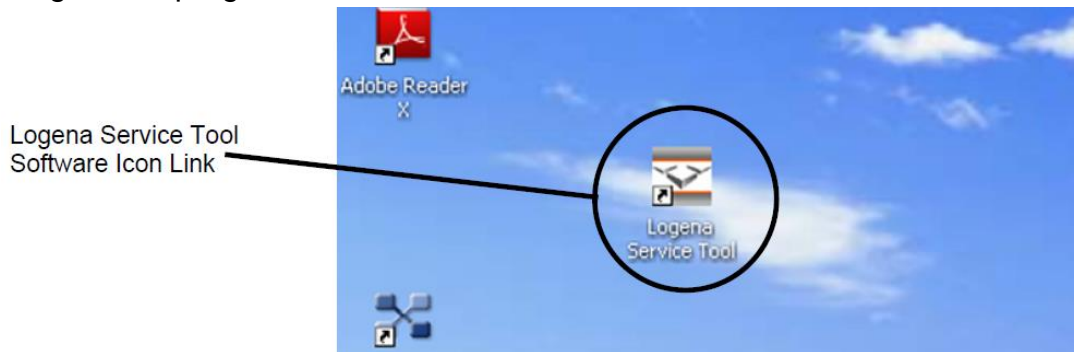 Adobe Reader
X
Logena Service Tool
Software Icon Link
Logena
Service Tool